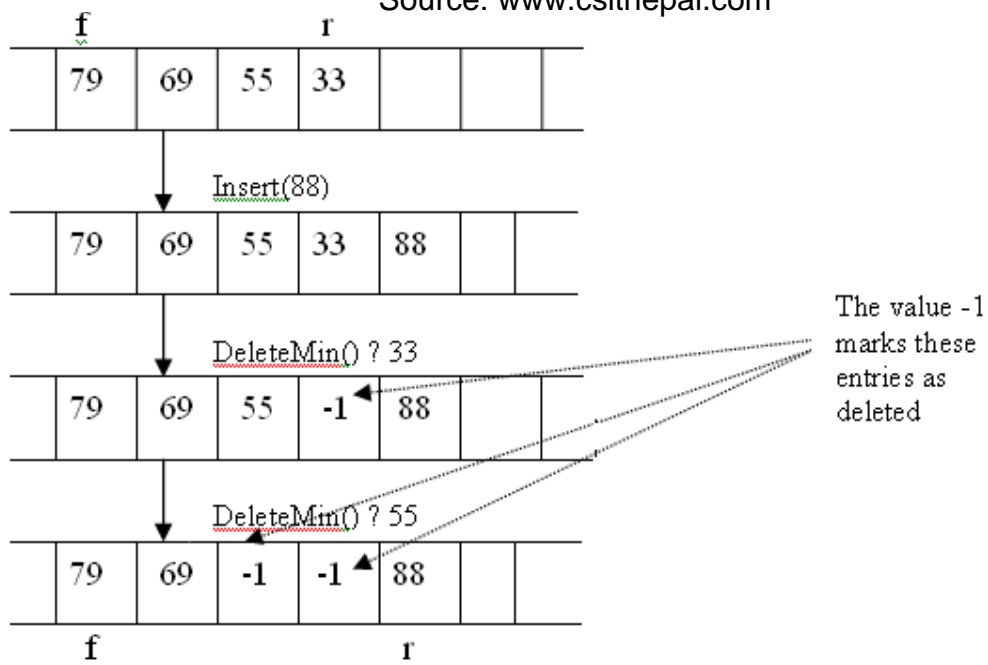 Source: www.csitnepal.com
f r
79 69 55 33
Insert(88)
79 69 55 33 88
DeleteMin() ? 33
79 69 55 -1 88
The value -1
marks these
entries as
deleted
DeleteMin() ? 55
79 69 -1 -1 88
f r